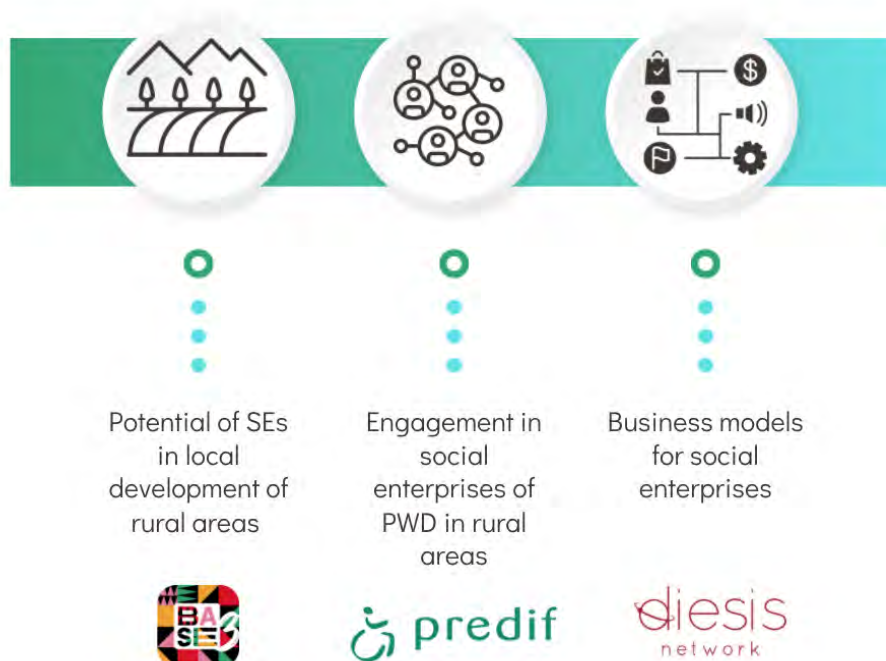 $
Potential of SEs
in local
development of
rural areas
Engagement in
social
enterprises of
PWD in rural
areas
Business models
for social
enterprises
BA
SE3
predif
diesis
network